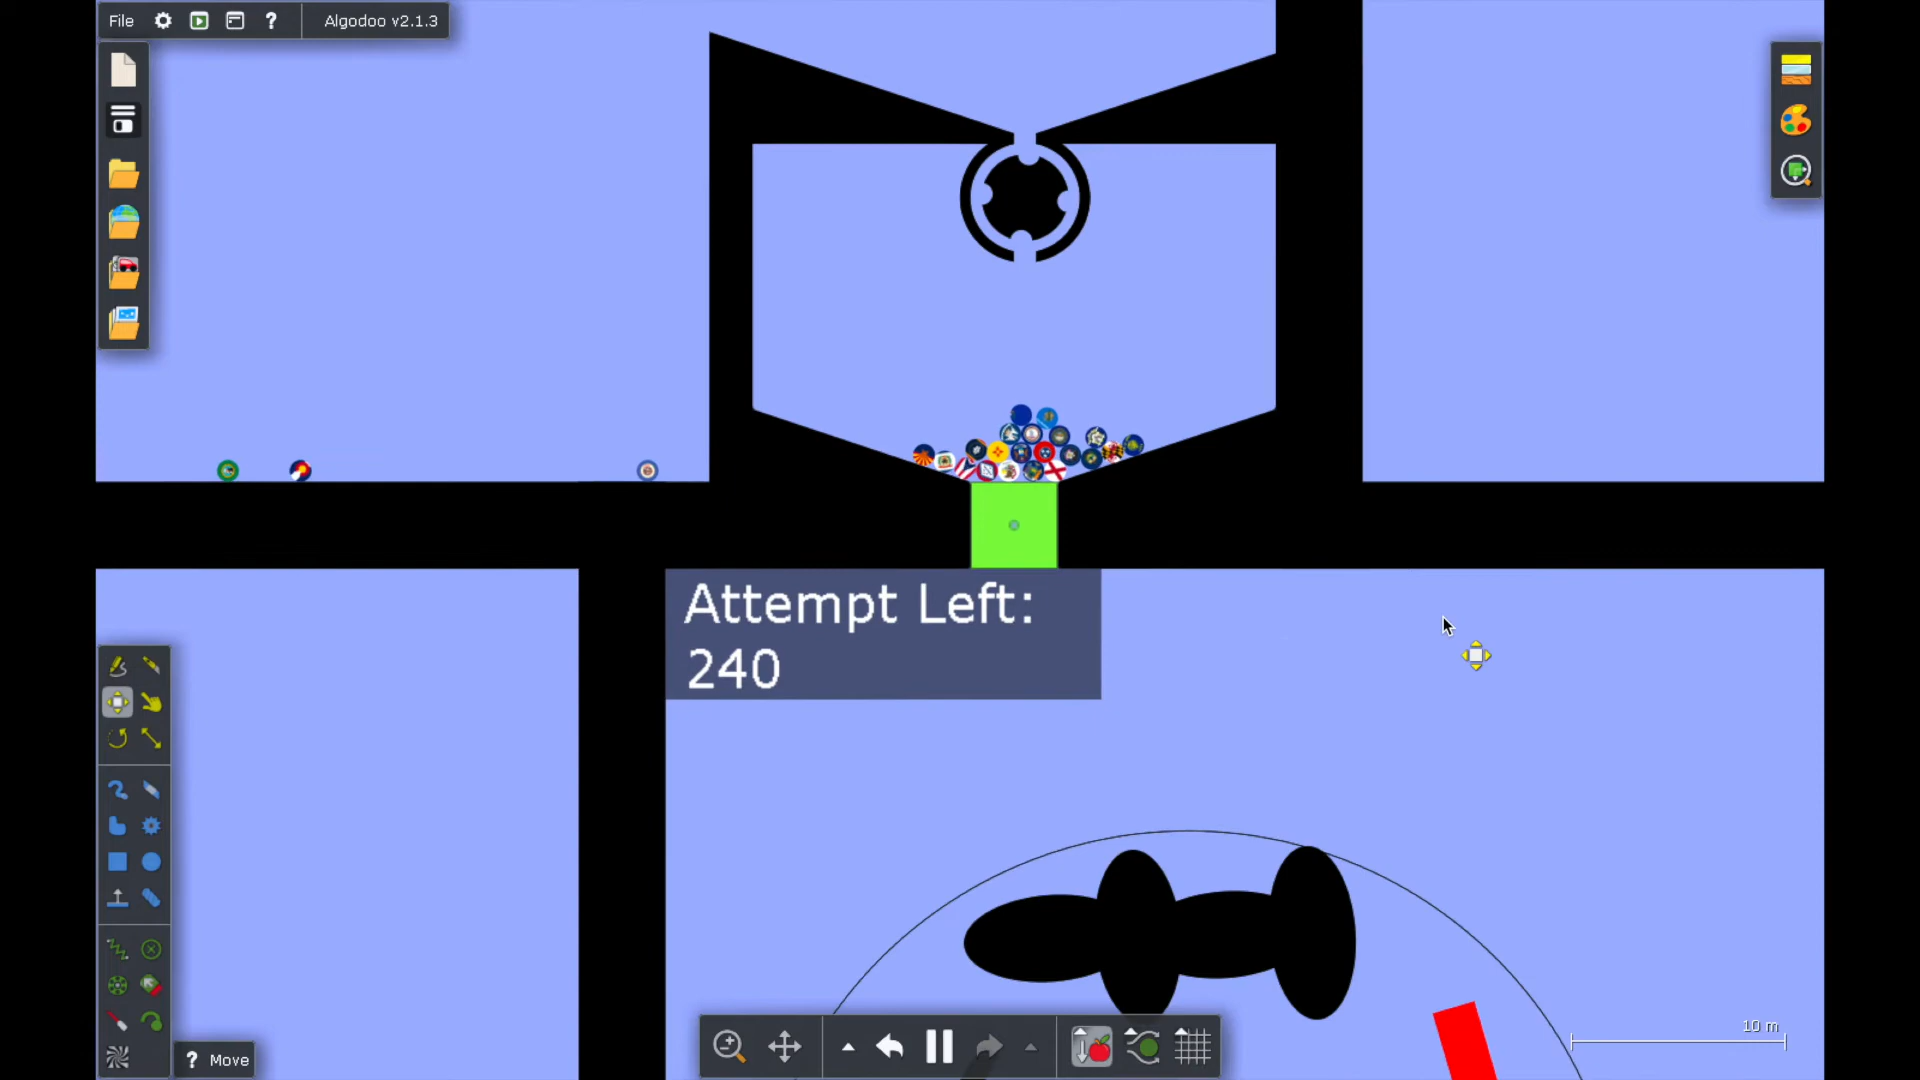 File
?
Algodoo v2.1.3
Attempt Left:
240
10 m
? Move